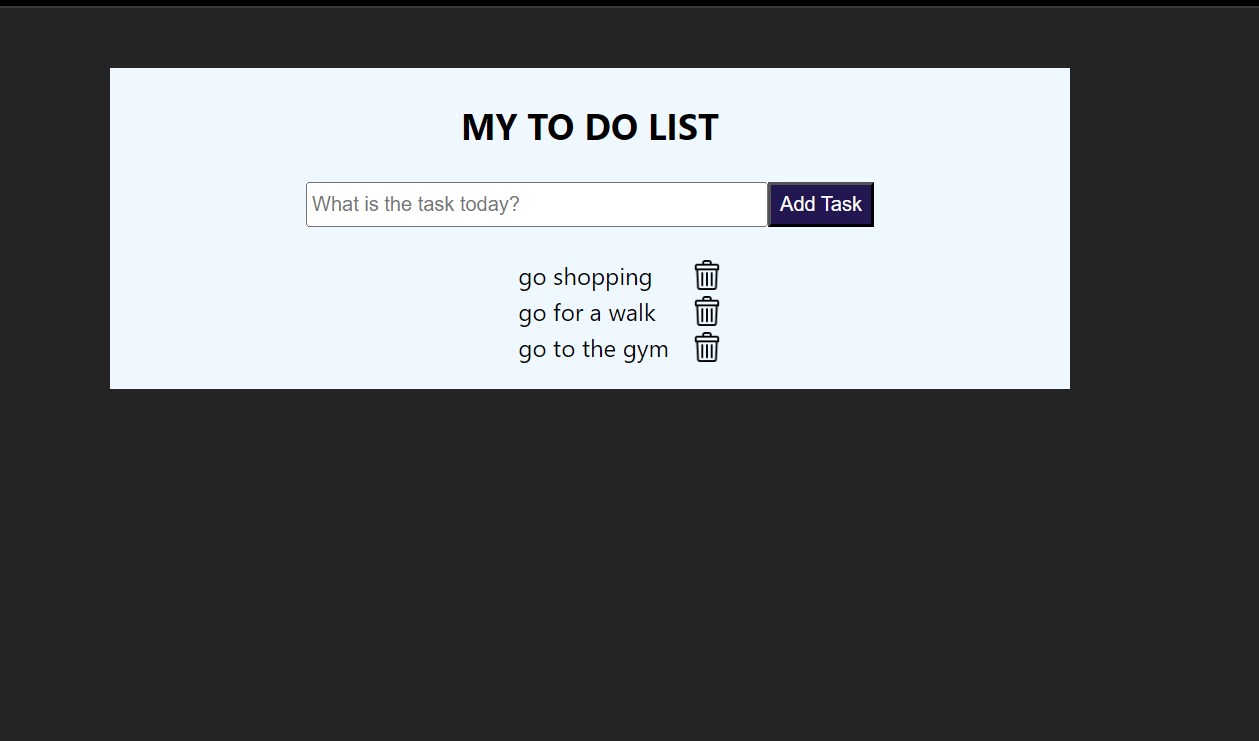 MY TO DO LIST
What is the task today?
Add Task
go shopping
go for a walk
go to the gym